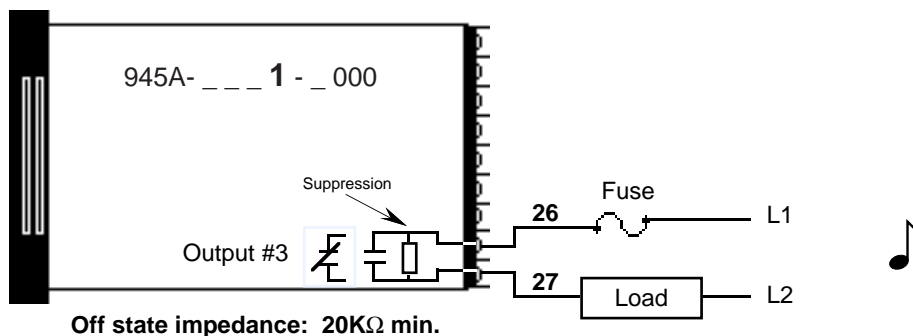 945A- _ _ _ 1 - _ 000
Suppression
Fuse
26
L1
Output #3
27
Load
L2
Off state impedance: 20KΩ min.